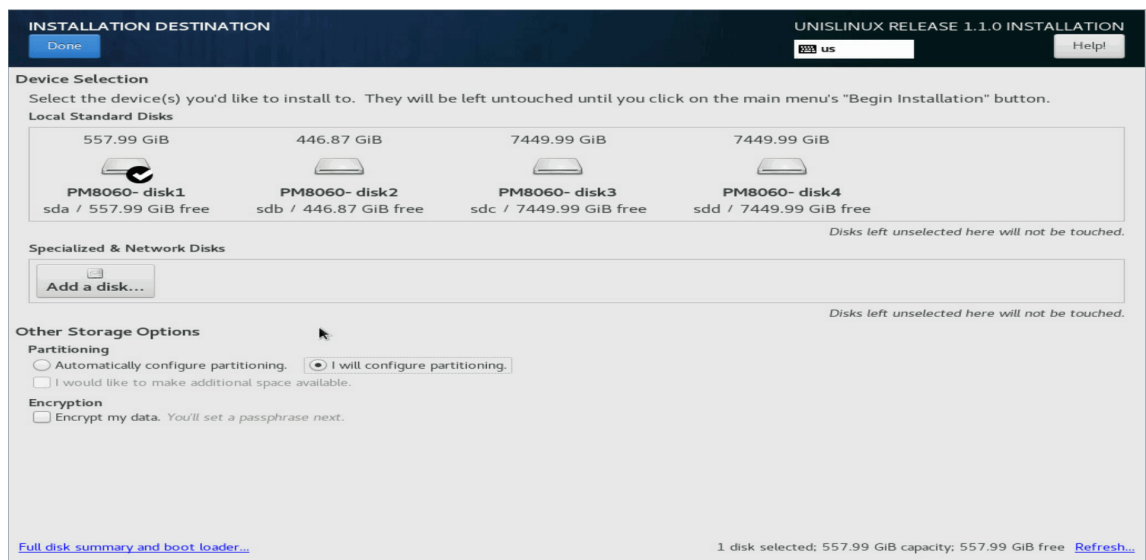 INSTALLATION DESTINATION
UNISLINUX RELEASE 1.1.0 INSTALLATION
Done
us
Help!
Device Selection
Select the device(s) you'd like to install to. They will be left untouched until you click on the main menu's "Begin Installation" button.
Local Standard Disks
557.99 GiB 446.87 GiB 7449.99 GiB 7449.99 GiB
PM8060- disk1 PM8060- disk2 PM8060- disk3 PM8060- disk4
sda / 557.99 GiB free sdb / 446.87 GiB free sdc / 7449.99 GiB free sdd / 7449.99 GiB free
Disks left unselected here will not be touched.
Specialized & Network Disks
Add a disk...
Disks left unselected here will not be touched.
Other Storage Options
Partitioning
Automatically configure partitioning. I will configure partitioning.
I would like to make additional space available.
Encryption
Encrypt my data. You'll set a passphrase next.
Full disk summary and boot loader... 1 disk selected; 557.99 GiB capacity; 557.99 GiB free Refresh...